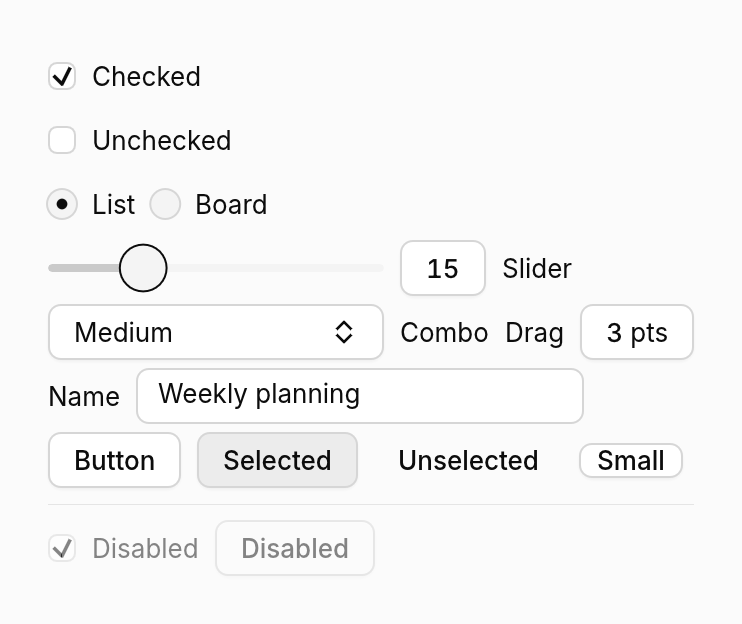 Checked
Unchecked
List Board
15 Slider
Medium Combo Drag 3 pts
Name Weekly planning
Button Selected Unselected Small
Disabled Disabled